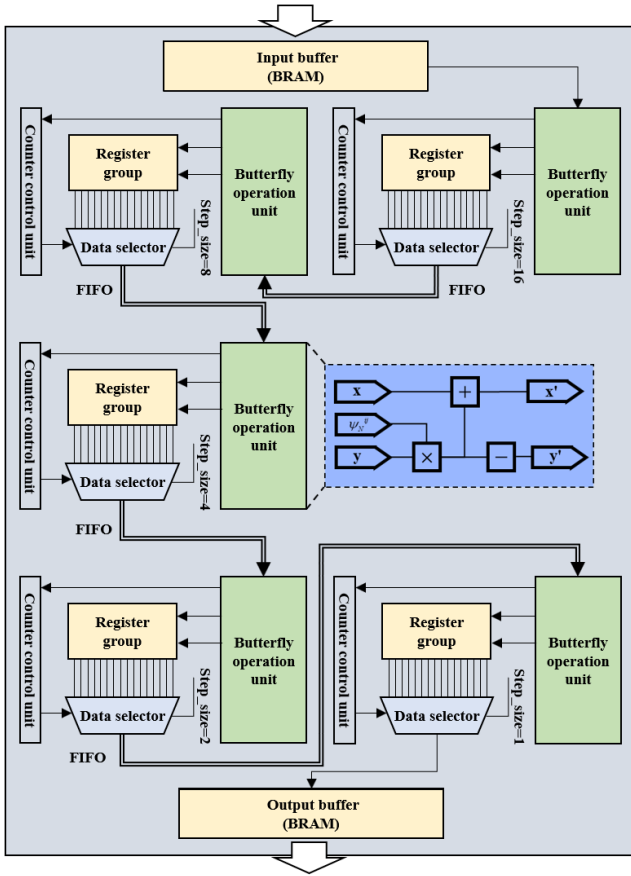 Input buffer
(BRAM)
Counter control unit
Register
group
Data selector
Step_size=8
Butterfly
operation
unit
FIFO
Counter control unit
Register
group
Data selector
Step_size=16
Butterfly
operation
unit
FIFO
Counter control unit
Register
group
Data selector
Step_size=4
Butterfly
operation
unit
FIFO
x
+
x'
y
×
−
y'
Counter control unit
Register
group
Data selector
Step_size=2
Butterfly
operation
unit
FIFO
Counter control unit
Register
group
Data selector
Step_size=1
Butterfly
operation
unit
Output buffer
(BRAM)